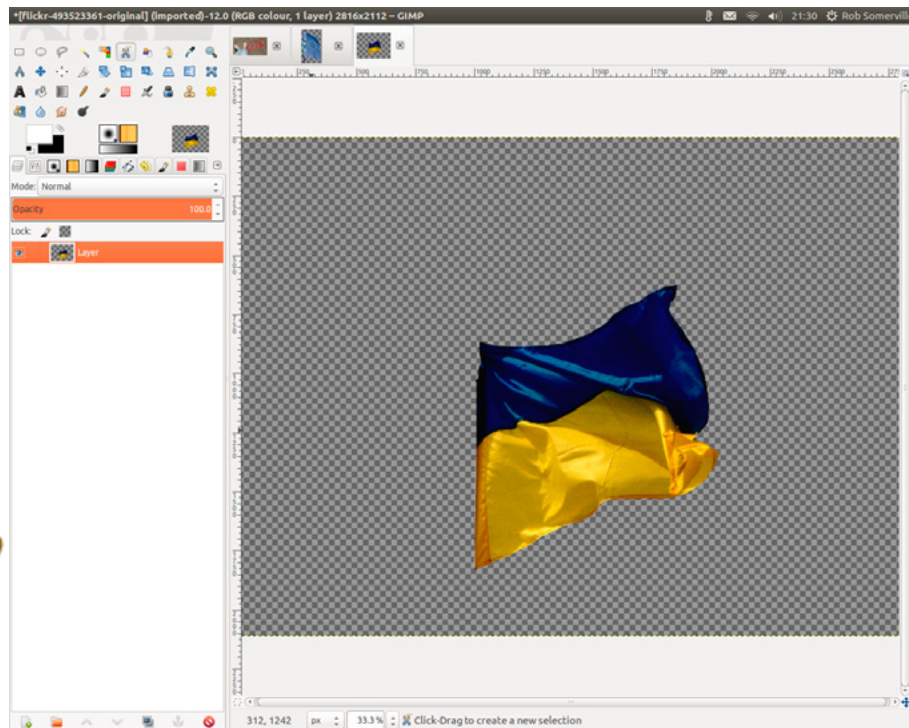 *[flickr-493523361-original] (imported)-12.0 (RGB colour, 1 layer) 2816x2112 – GIMP
21:30 Rob Somerville
Mode: Normal
Opacity 100.0
Lock:
Layer
312, 1242 px 33.3% Click-Drag to create a new selection